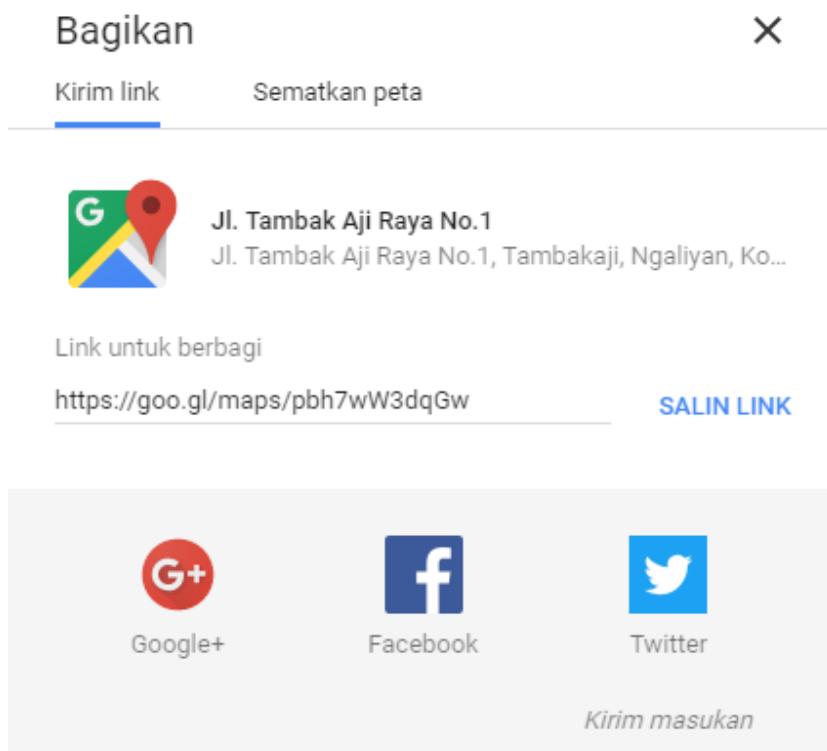 Bagikan
Kirim link Sematkan peta
G
Jl. Tambak Aji Raya No.1
Jl. Tambak Aji Raya No.1, Tambakaji, Ngaliyan, Ko...
Link untuk berbagi
https://goo.gl/maps/pbh7wW3dqGw
SALIN LINK
G+ f
Google+ Facebook Twitter
Kirim masukan